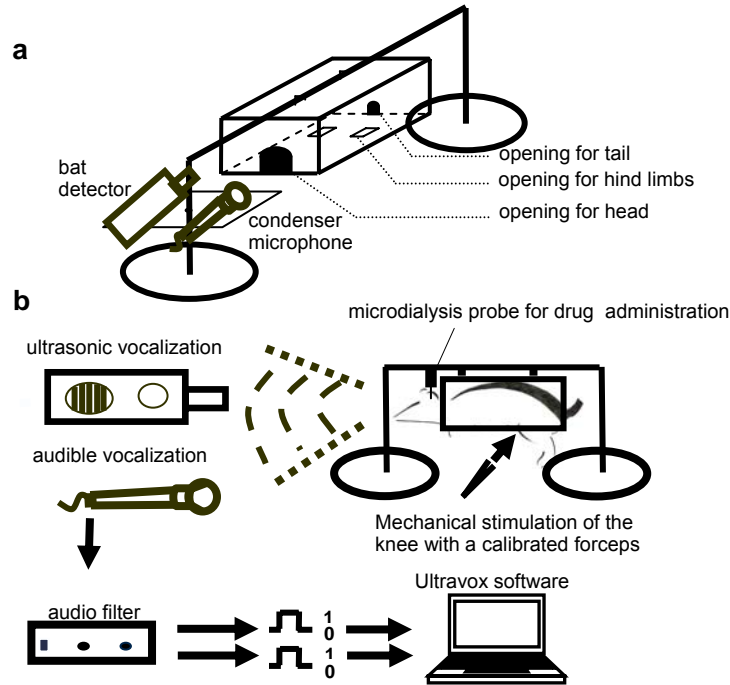 a
bat
detector
opening for tail
opening for hind limbs
opening for head
condenser
microphone
b
microdialysis probe for drug administration
ultrasonic vocalization
audible vocalization
Mechanical stimulation of the
knee with a calibrated forceps
Ultravox software
audio filter
1
0
1
0